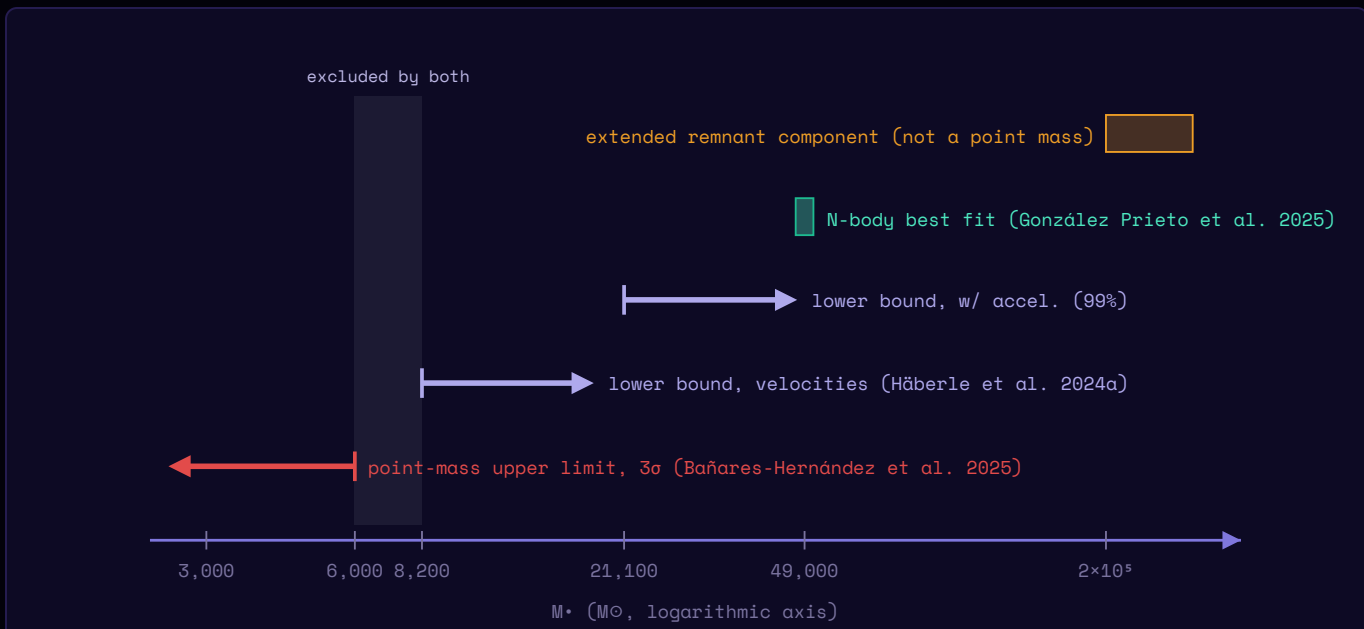 excluded by both
extended remnant component (not a point mass)
N-body best fit (González Prieto et al. 2025)
lower bound, w/ accel. (99%)
lower bound, velocities (Häberle et al. 2024a)
point-mass upper limit, 3σ (Bañares-Hernández et al. 2025)
3,000 6,000 8,200 21,100 49,000 2×10⁵
M• (M⊙, logarithmic axis)